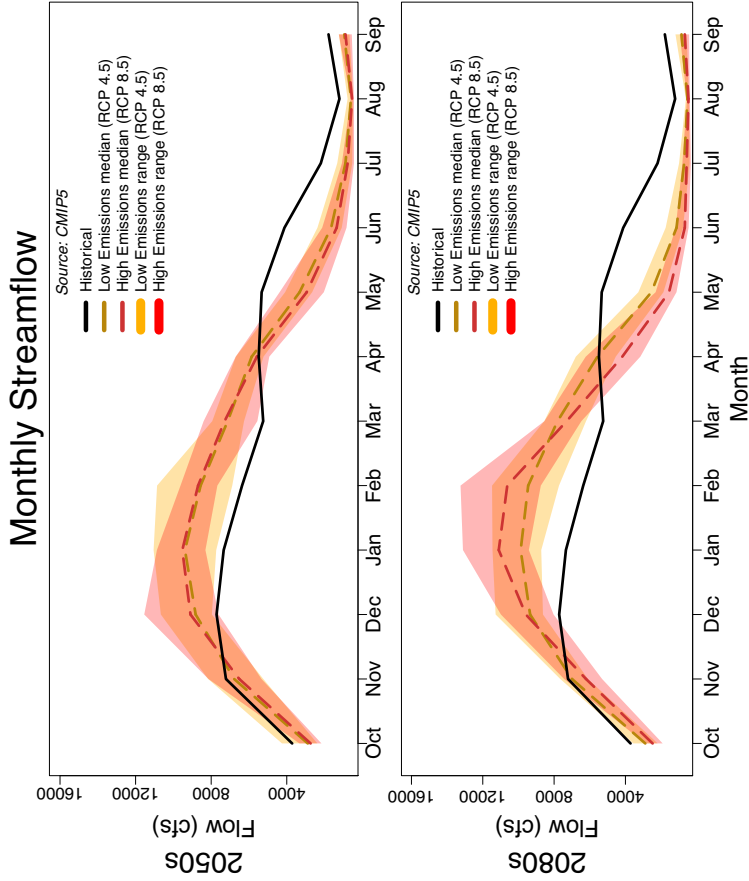 Monthly Streamflow
2050s
Flow (cfs)
16000
12000
8000
4000
Source: CMIP5
Historical
Low Emissions median (RCP 4.5)
High Emissions median (RCP 8.5)
Low Emissions range (RCP 4.5)
High Emissions range (RCP 8.5)
Oct Nov Dec Jan Feb Mar Apr May Jun Jul Aug Sep
2080s
Flow (cfs)
16000
12000
8000
4000
Source: CMIP5
Historical
Low Emissions median (RCP 4.5)
High Emissions median (RCP 8.5)
Low Emissions range (RCP 4.5)
High Emissions range (RCP 8.5)
Oct Nov Dec Jan Feb Mar Apr May Jun Jul Aug Sep
Month